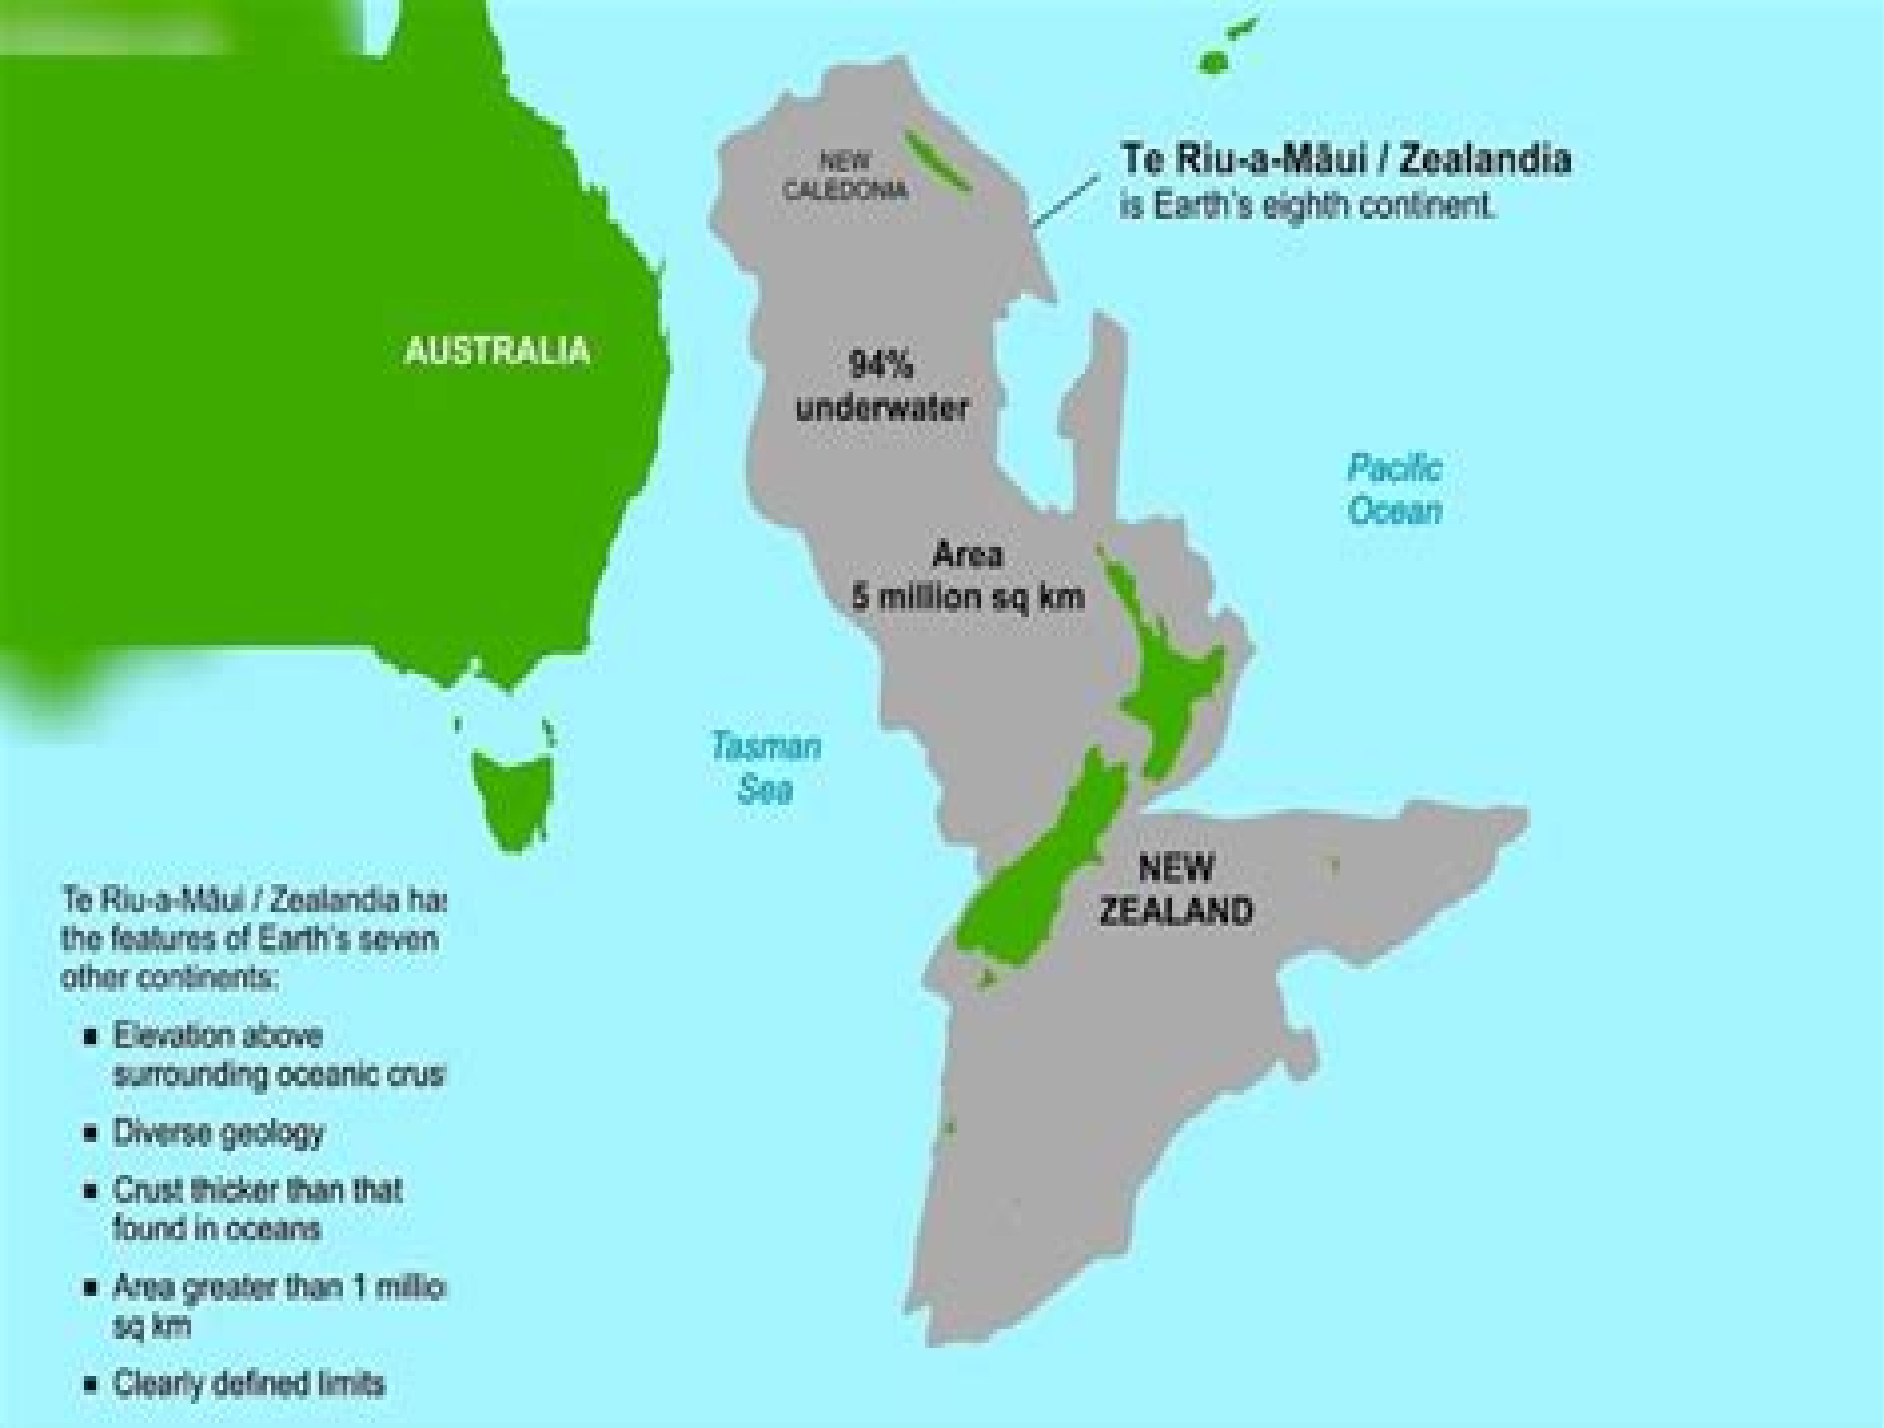 Te Riu-a-Māui / Zealandia
is Earth's eighth continent.
NEW
CALEDONIA
AUSTRALIA
94%
underwater
Pacific
Ocean
Area
5 million sq km
Tasman
Sea
NEW
ZEALAND
Te Riu-a-Māui / Zealandia has
the features of Earth's seven
other continents:
▪ Elevation above
surrounding oceanic crus
▪ Diverse geology
▪ Crust thicker than that
found in oceans
▪ Area greater than 1 millio
sq km
▪ Clearly defined limits